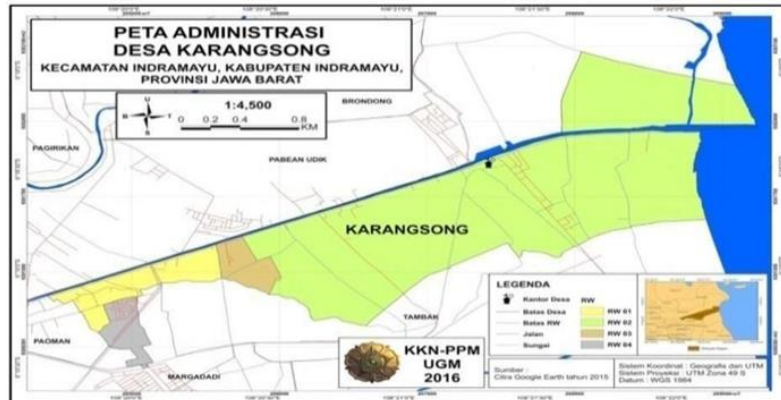 PETA ADMINISTRASI
DESA KARANGSONG
KECAMATAN INDRAMAYU, KABUPATEN INDRAMAYU,
PROVINSI JAWA BARAT
U
B T
S
1:4,500
0 0.2 0.4 0.8
KM
BRONDONG
PAGIRIKAN
PABEAN UDIK
KARANGSONG
TAMBAK
PAOMAN
MARGADADI
LEGENDA
Kantor Desa
Batas Desa
Batas RW
Jalan
Sungai
RW
RW 01
RW 02
RW 03
RW 04
KKN-PPM
UGM
2016
Sumber :
Citra Google Earth tahun 2015
Sistem Koordinat : Geografis dan UTM
Sistem Proyeksi : UTM Zona 49 S
Datum : WGS 1984